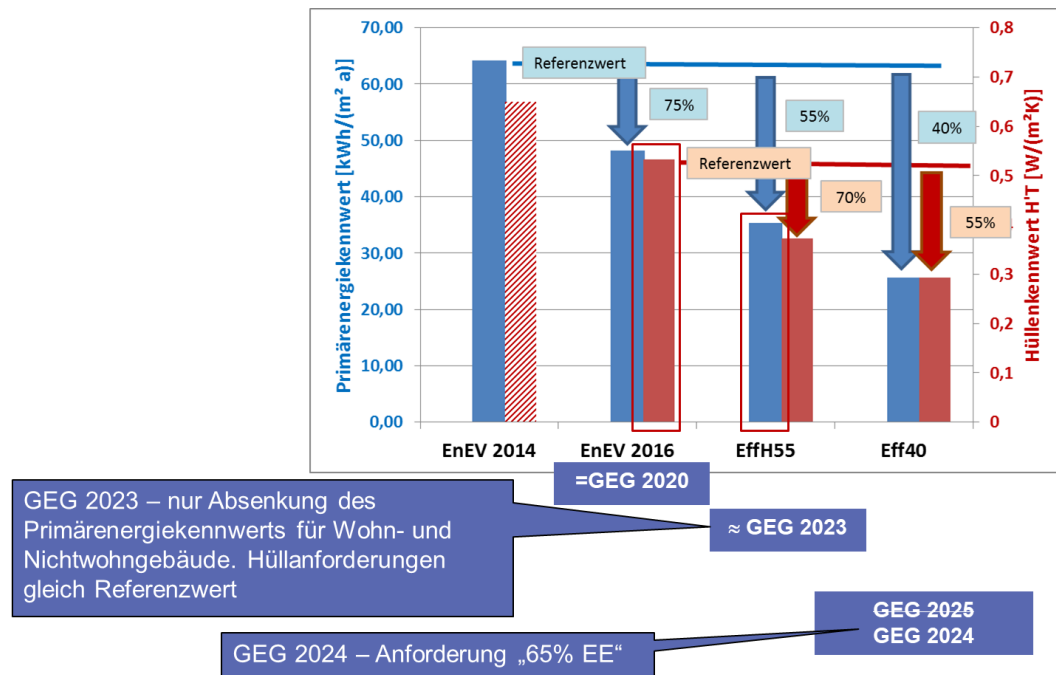 Primärenergiekennwert [kWh/(m² a)]
70,00
60,00
50,00
40,00
30,00
20,00
10,00
0,00
Referenzwert
75%
55%
40%
Referenzwert
70%
55%
0,8
0,7
0,6
0,5
0,3
0,2
0,1
0
Hüllenkennwert H'T [W/(m²K)]
EnEV 2014
EnEV 2016
EffH55
Eff40
=GEG 2020
≈ GEG 2023
GEG 2023 – nur Absenkung des
Primärenergiekennwerts für Wohn- und
Nichtwohngebäude. Hüllanforderungen
gleich Referenzwert
GEG 2025
GEG 2024
GEG 2024 – Anforderung „65% EE“